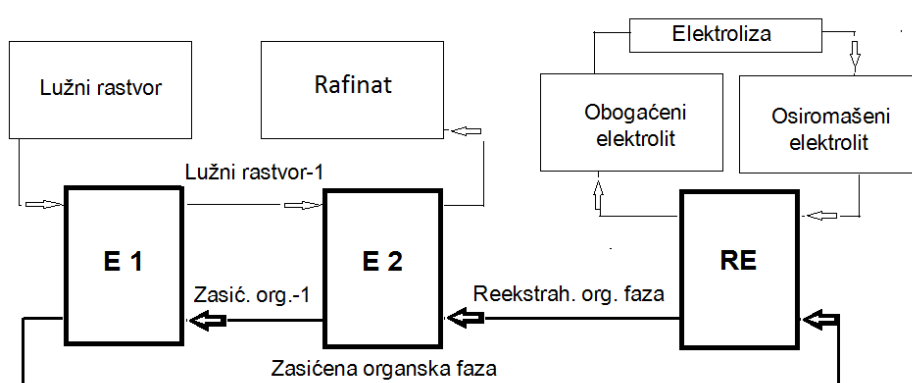 Elektroliza
Lužni rastvor
Rafinat
Obogaćeni
elektrolit
Osiromašeni
elektrolit
Lužni rastvor-1
E 1
E 2
RE
Zasić. org.-1
Reekstrah. org. faza
Zasićena organska faza